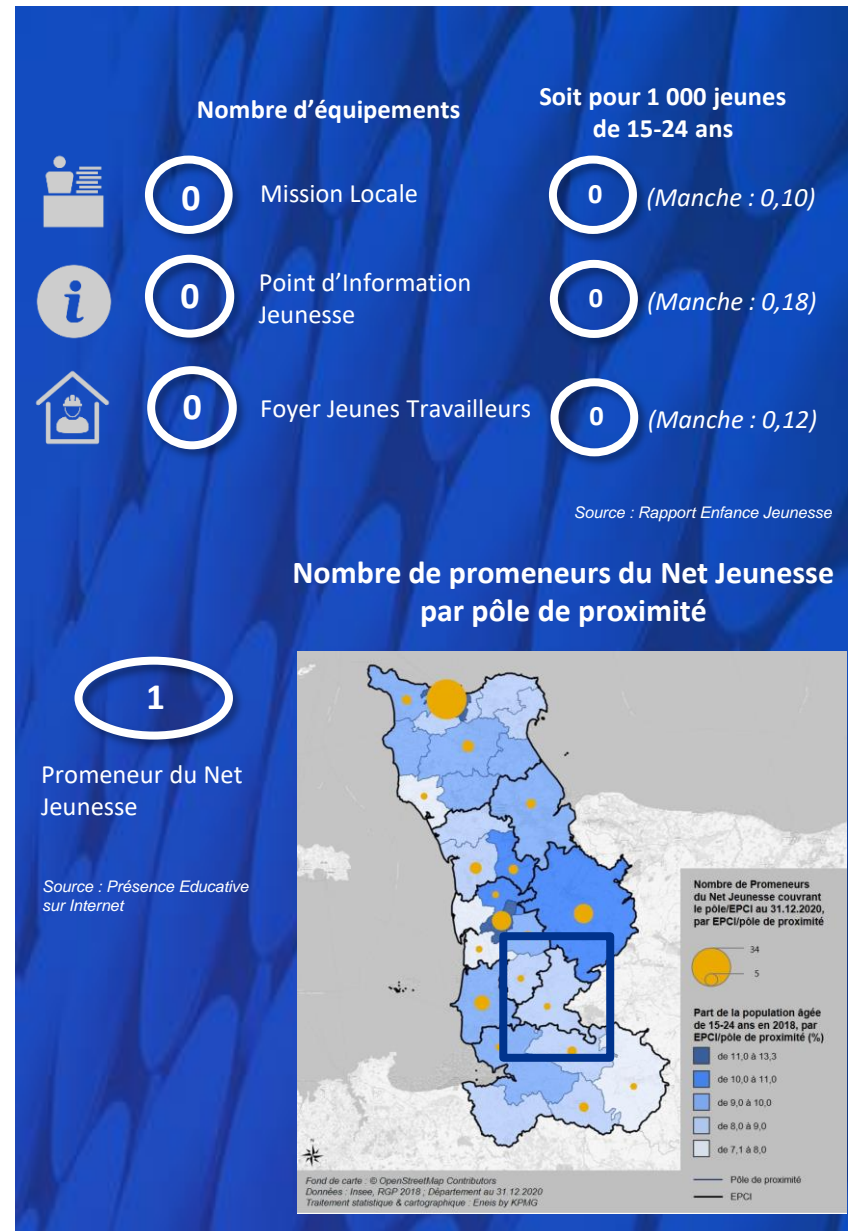 Nombre d’équipements
Soit pour 1 000 jeunes
de 15-24 ans
0
Mission Locale
0
(Manche : 0,10)
i
0
Point d’Information
Jeunesse
0
(Manche : 0,18)
0
Foyer Jeunes Travailleurs
0
(Manche : 0,12)
Source : Rapport Enfance Jeunesse
Nombre de promeneurs du Net Jeunesse
par pôle de proximité
1
Promeneur du Net
Jeunesse
Source : Présence Educative
sur Internet
Nombre de Promeneurs
du Net Jeunesse couvrant
le pôle/EPCI au 31.12.2020,
par EPCI/pôle de proximité
34
5
Part de la population âgée
de 15-24 ans en 2018, par
EPCI/pôle de proximité (%)
de 11,0 à 13,3
de 10,0 à 11,0
de 9,0 à 10,0
de 8,0 à 9,0
de 7,1 à 8,0
Pôle de proximité
EPCI
Fond de carte : © OpenStreetMap Contributors
Données : Insee, RGP 2018 ; Département au 31.12.2020
Traitement statistique & cartographique : Eneis by KPMG